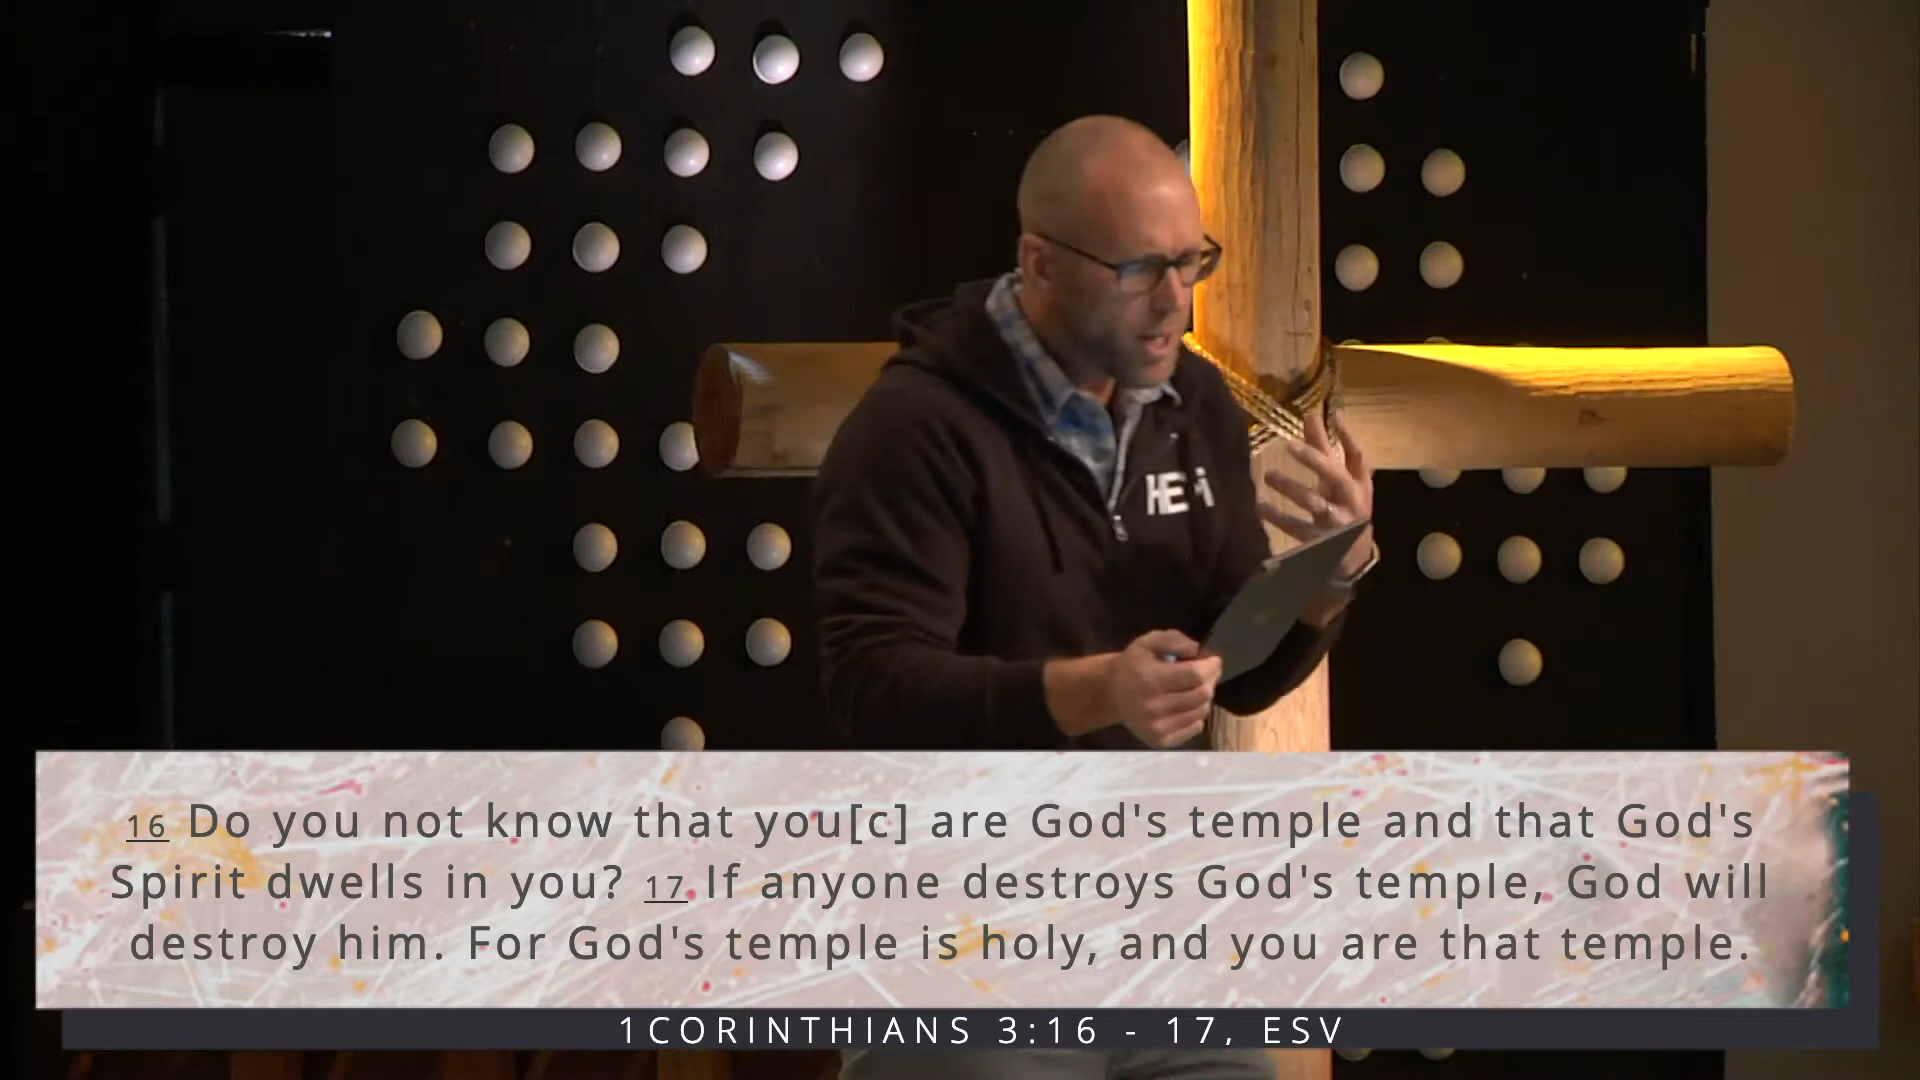 16 Do you not know that you[c] are God's temple and that God's
Spirit dwells in you? 17 If anyone destroys God's temple, God will
destroy him. For God's temple is holy, and you are that temple.
1CORINTHIANS 3:16 - 17, ESV